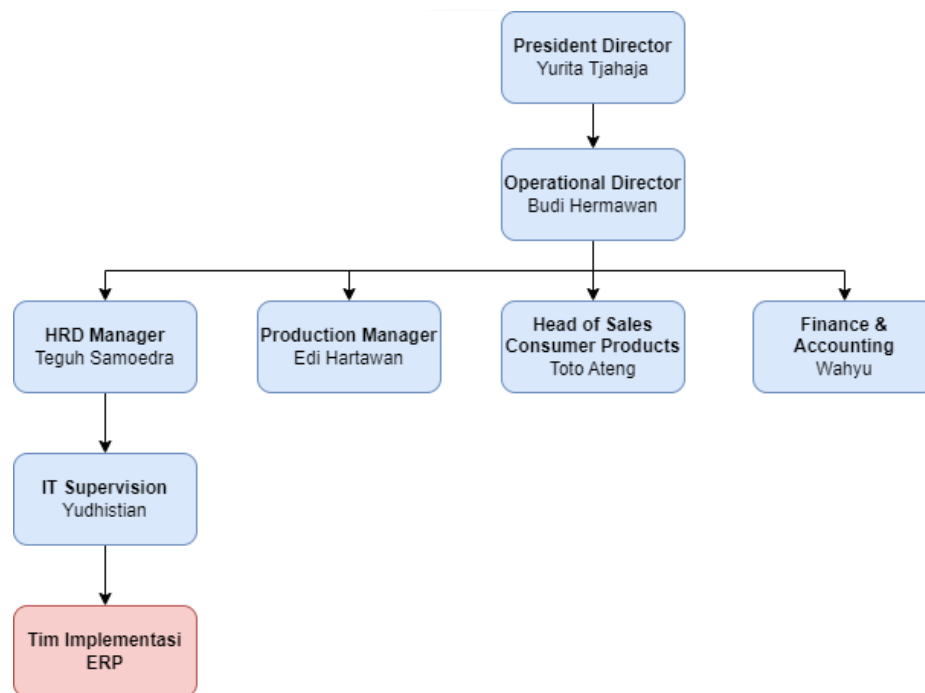 President Director
Yurita Tjahaja
Operational Director
Budi Hermawan
HRD Manager
Teguh Samoedra
Production Manager
Edi Hartawan
Head of Sales
Consumer Products
Toto Ateng
Finance &
Accounting
Wahyu
IT Supervision
Yudhistian
Tim Implementasi
ERP